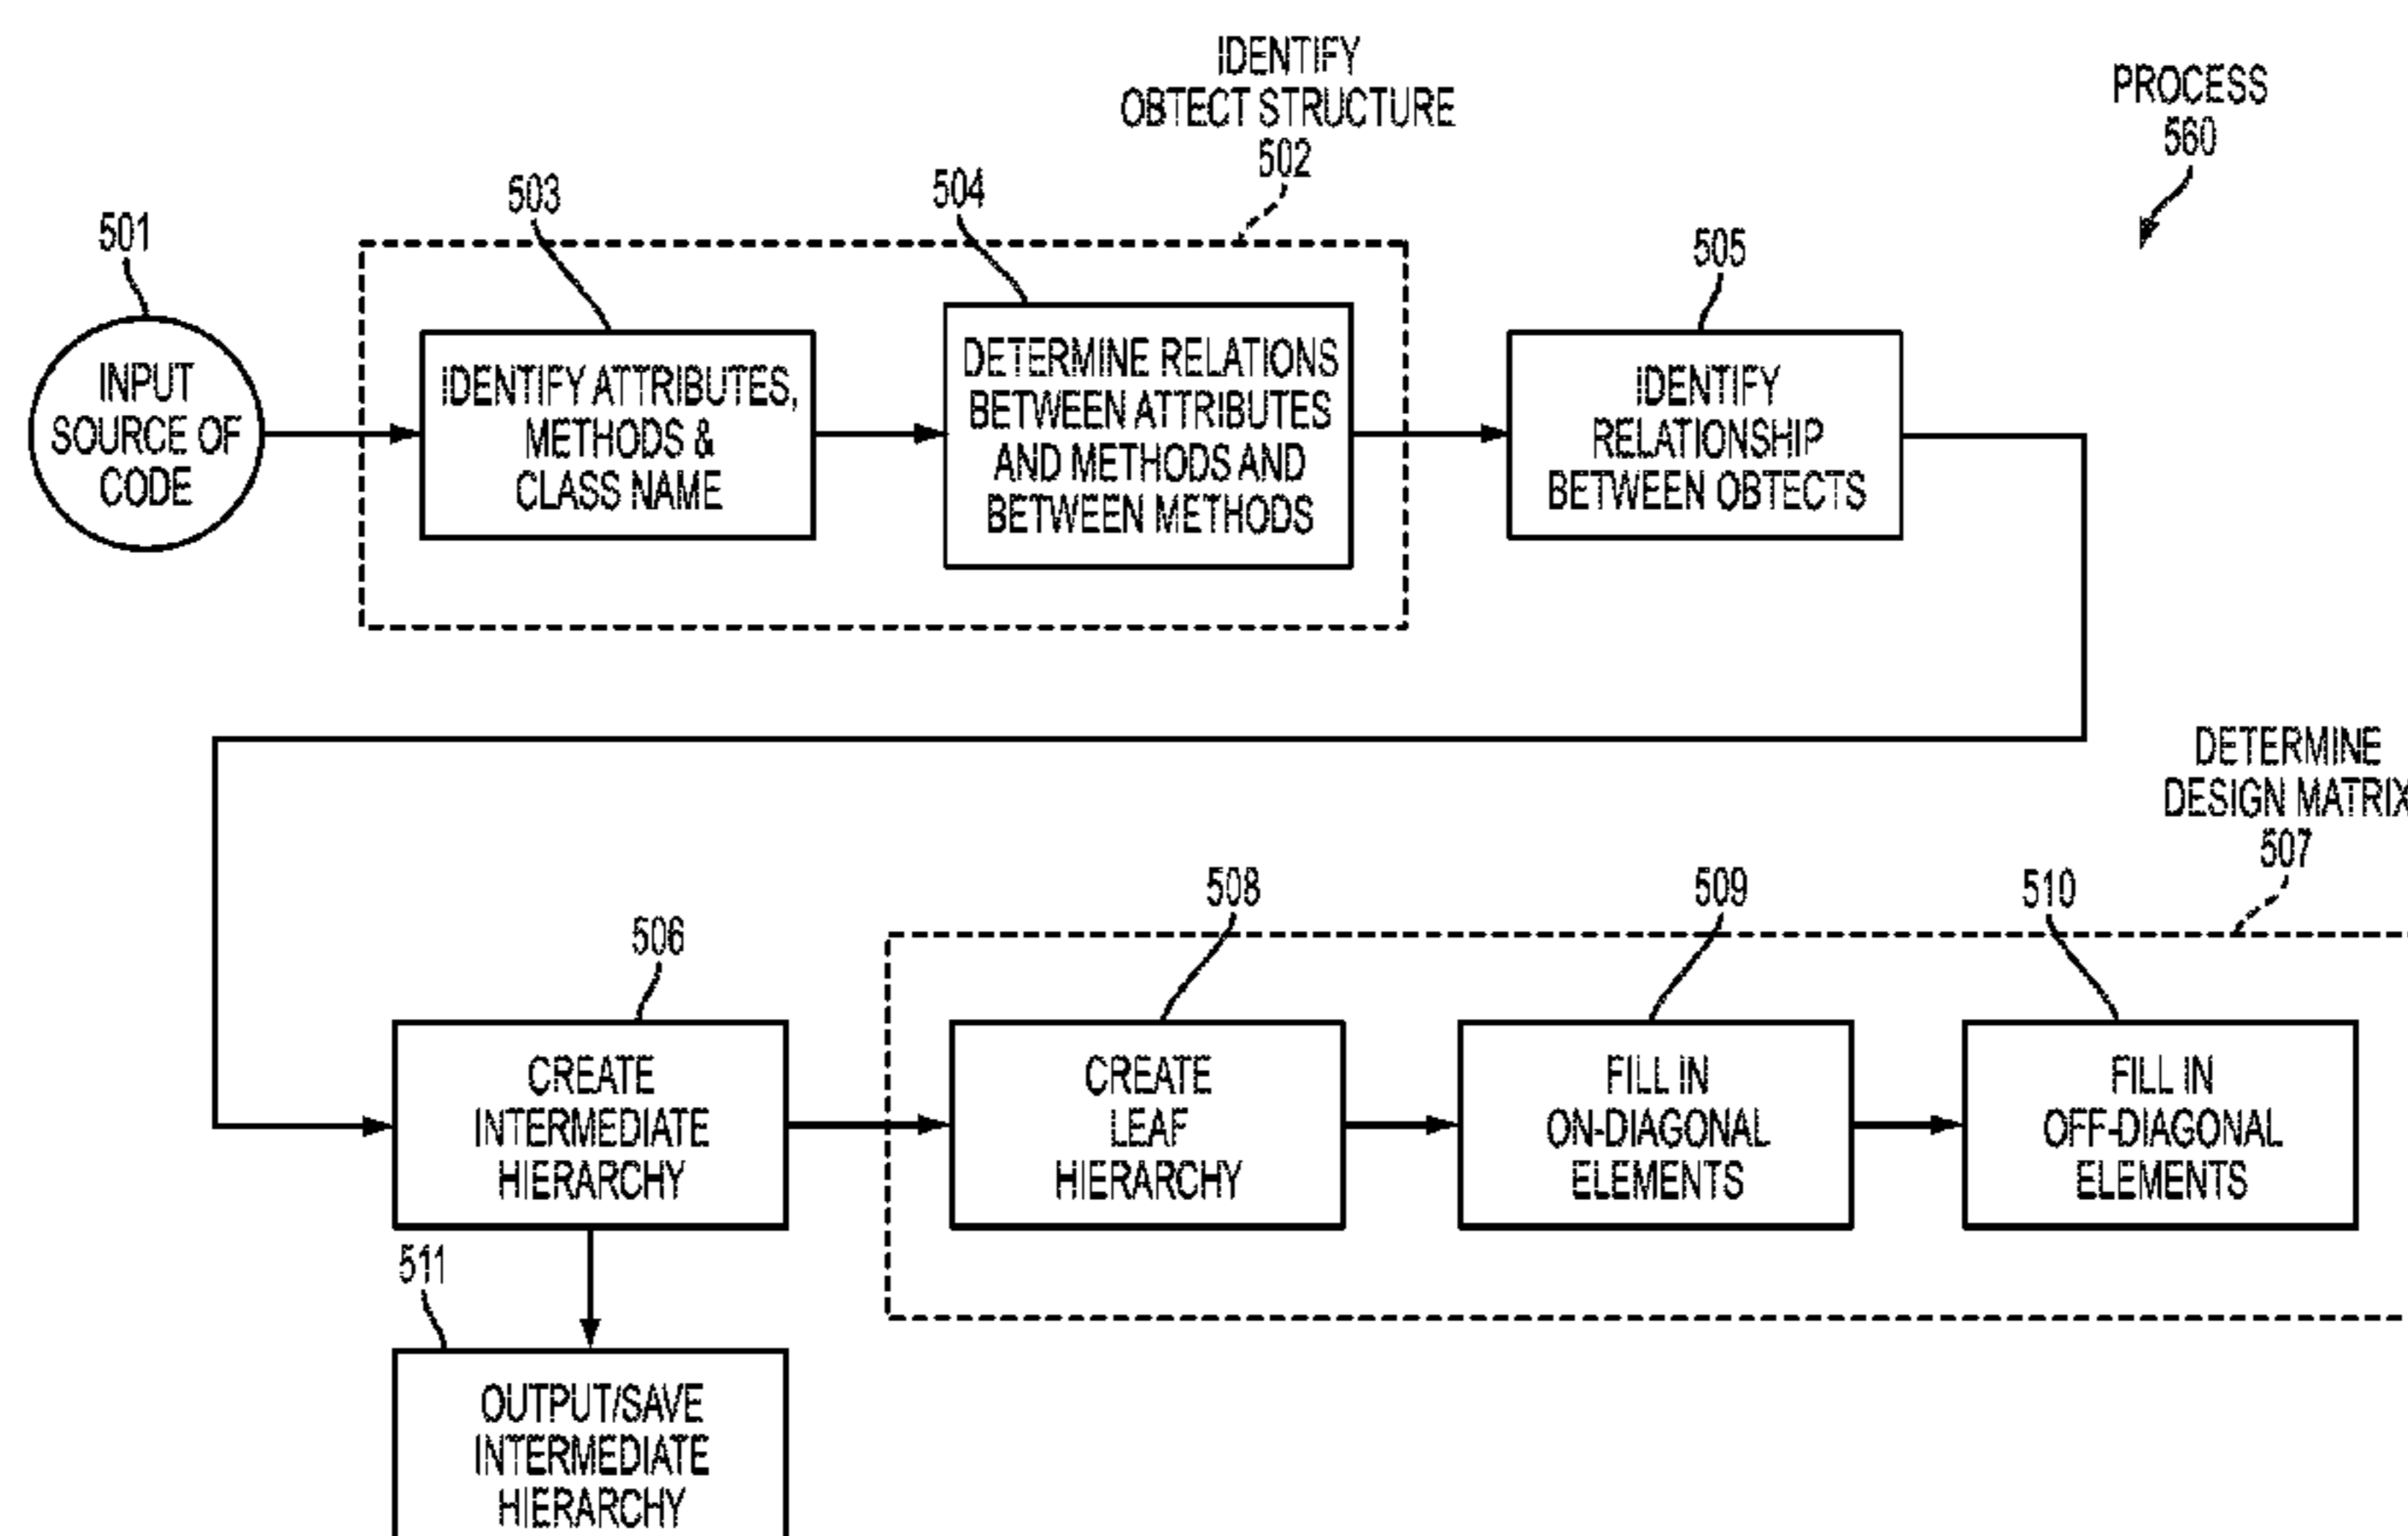 IDENTIFY
OBTECT STRUCTURE
502
PROCESS
560
501
503
504
505
INPUT
SOURCE OF
CODE
IDENTIFY ATTRIBUTES,
METHODS &
CLASS NAME
DETERMINE RELATIONS
BETWEEN ATTRIBUTES
AND METHODS AND
BETWEEN METHODS
IDENTIFY
RELATIONSHIP
BETWEEN OBTECTS
DETERMINE
DESIGN MATRIX
507
506
508
509
510
CREATE
INTERMEDIATE
HIERARCHY
CREATE
LEAF
HIERARCHY
FILL IN
ON-DIAGONAL
ELEMENTS
FILL IN
OFF-DIAGONAL
ELEMENTS
511
OUTPUT/SAVE
INTERMEDIATE
HIERARCHY